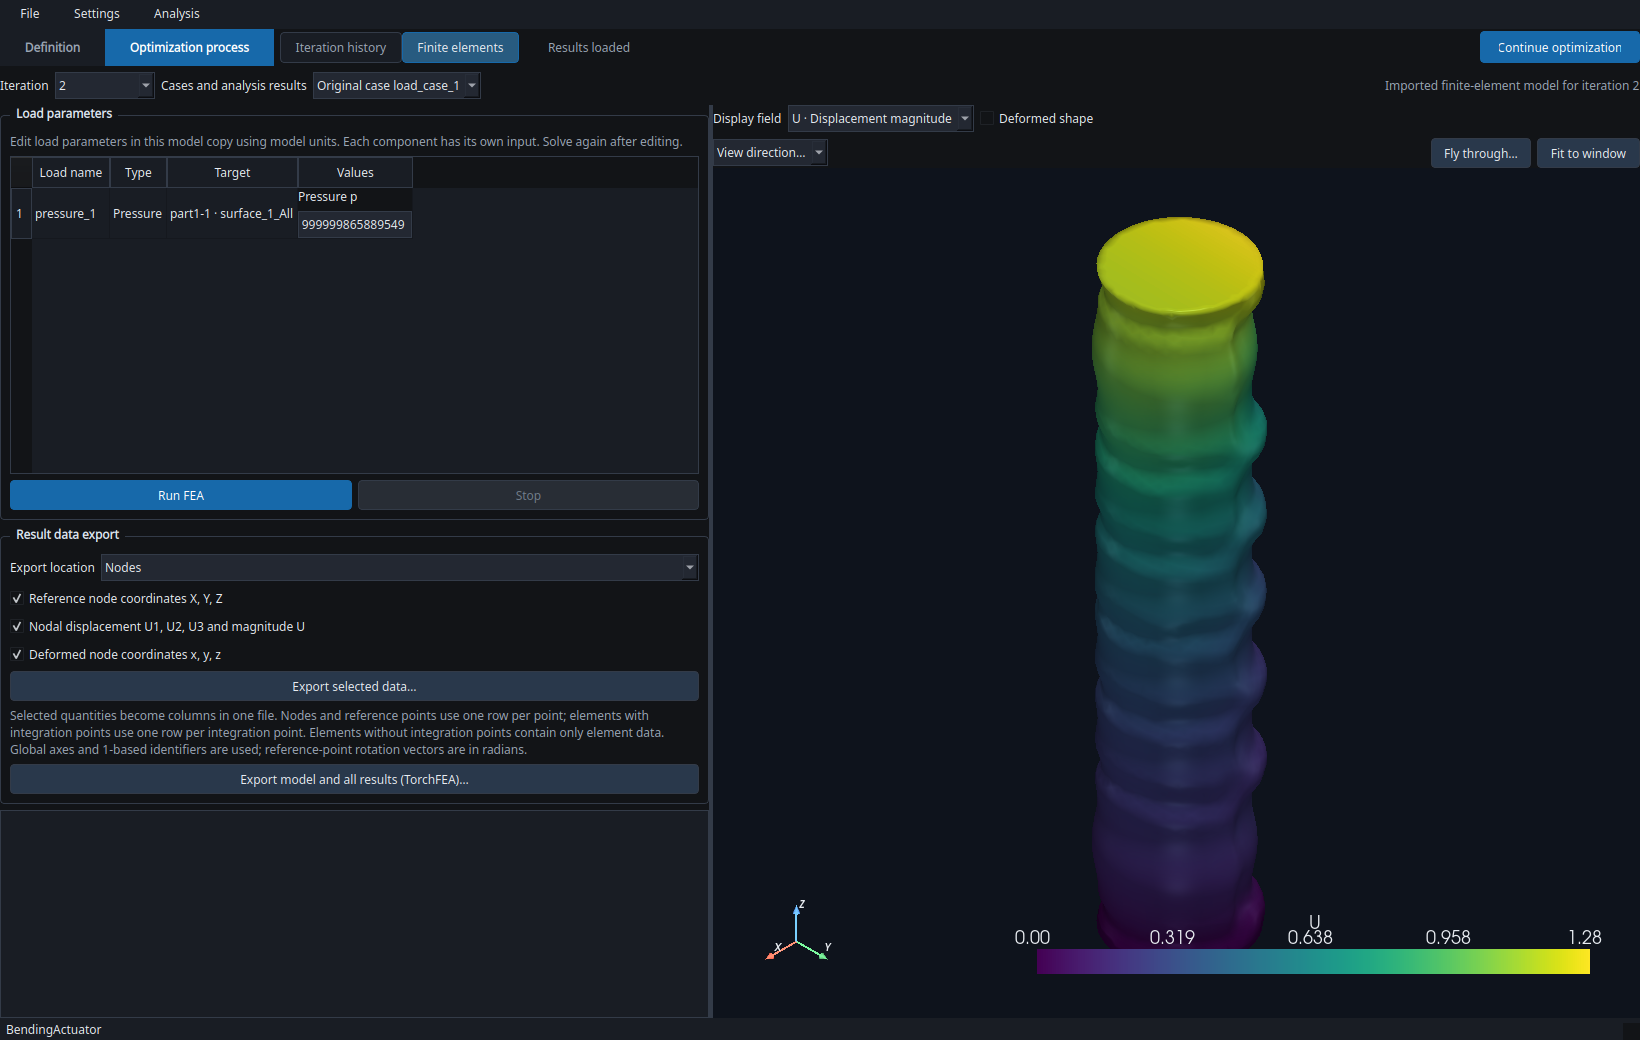 File Settings Analysis
Definition Optimization process Iteration history Finite elements Results loaded Continue optimization
Iteration 2 Cases and analysis results Original case load_case_1 Imported finite-element model for iteration 2
Load parameters
Edit load parameters in this model copy using model units. Each component has its own input. Solve again after editing.
Load name Type Target Values
1 pressure_1 Pressure part1-1 · surface_1_All Pressure p
999999865889549
Run FEA Stop
Result data export
Export location Nodes
Reference node coordinates X, Y, Z
Nodal displacement U1, U2, U3 and magnitude U
Deformed node coordinates x, y, z
Export selected data...
Selected quantities become columns in one file. Nodes and reference points use one row per point; elements with
integration points use one row per integration point. Elements without integration points contain only element data.
Global axes and 1-based identifiers are used; reference-point rotation vectors are in radians.
Export model and all results (TorchFEA)...
Display field U · Displacement magnitude Deformed shape
View direction... Fly through... Fit to window
Z
X Y
U
0.00 0.319 0.638 0.958 1.28
BendingActuator